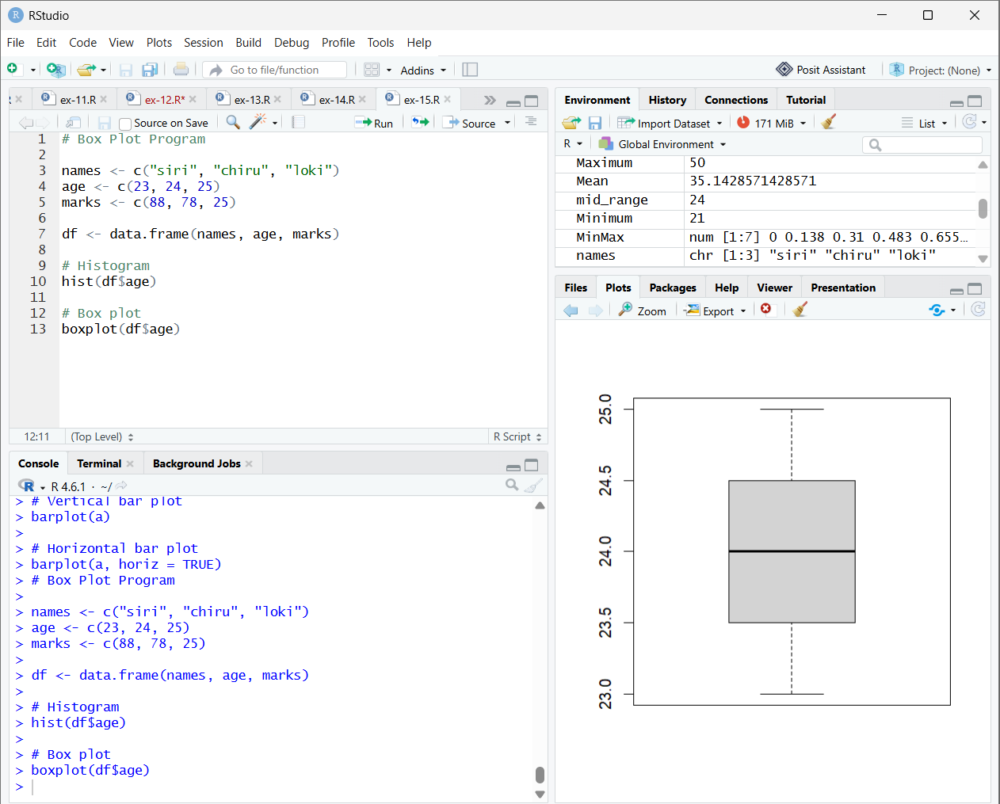 RStudio
File Edit Code View Plots Session Build Debug Profile Tools Help
Go to file/function Addins Posit Assistant Project: (None)
ex-11.R ex-12.R* ex-13.R ex-14.R ex-15.R
Source on Save Run Source
1 # Box Plot Program
2
3 names <- c("siri", "chiru", "loki")
4 age <- c(23, 24, 25)
5 marks <- c(88, 78, 25)
6
7 df <- data.frame(names, age, marks)
8
9 # Histogram
10 hist(df$age)
11
12 # Box plot
13 boxplot(df$age)
12:11 (Top Level) R Script
Console Terminal Background Jobs
R 4.6.1 · ~/
> # Vertical bar plot
> barplot(a)
>
> # Horizontal bar plot
> barplot(a, horiz = TRUE)
> # Box Plot Program
>
> names <- c("siri", "chiru", "loki")
> age <- c(23, 24, 25)
> marks <- c(88, 78, 25)
>
> df <- data.frame(names, age, marks)
>
> # Histogram
> hist(df$age)
>
> # Box plot
> boxplot(df$age)
>
Environment History Connections Tutorial
Import Dataset 171 MiB List
R Global Environment
Maximum 50
Mean 35.1428571428571
mid_range 24
Minimum 21
MinMax num [1:7] 0 0.138 0.31 0.483 0.655…
names chr [1:3] "siri" "chiru" "loki"
Files Plots Packages Help Viewer Presentation
Zoom Export
25.0
24.5
24.0
23.5
23.0